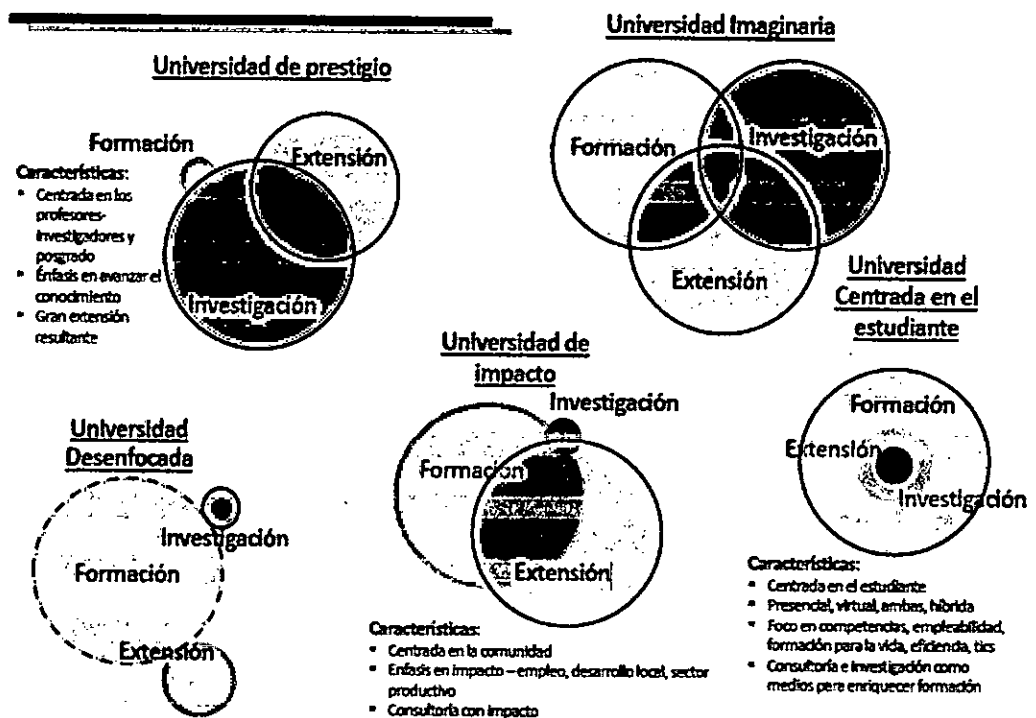 Universidad de prestigio
Formación
Extensión
Características:
▪ Centrada en los
profesores-
investigadores y
posgrado
▪ Énfasis en avanzar el
conocimiento
▪ Gran extensión
resultante
Investigación
Universidad Imaginaria
Formación
Investigación
Extensión
Universidad
Centrada en el
estudiante
Formación
Extensión
Investigación
Características:
▪ Centrada en el estudiante
▪ Presencial, virtual, ambas, híbrida
▪ Foco en competencias, empleabilidad,
formación para la vida, eficiencia, tics
▪ Consultoría e investigación como
medios para enriquecer formación
Universidad de
impacto
Investigación
Formación
Extensión
Características:
▪ Centrada en la comunidad
▪ Enfasis en impacto – empleo, desarrollo local, sector
productivo
▪ Consultoría con impacto
Universidad
Desenfocada
Investigación
Formación
Extensión